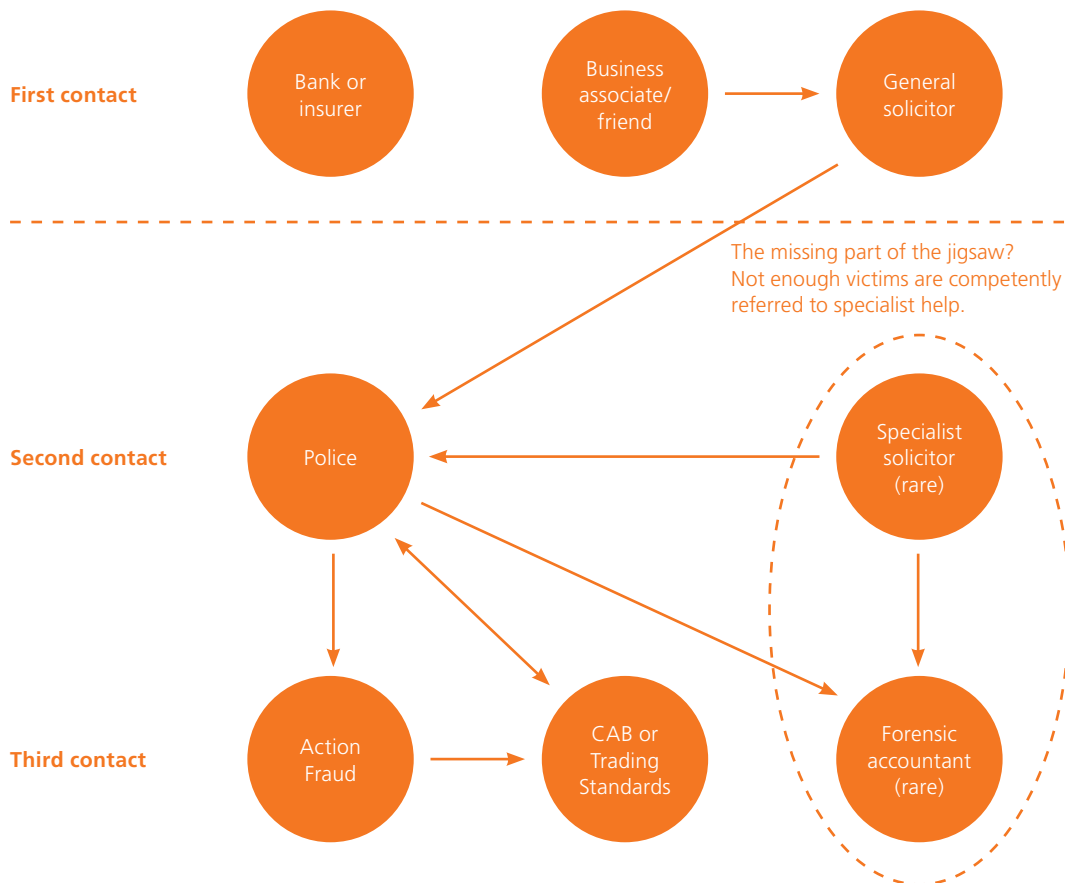 First contact
Bank or
insurer
Business
associate/
friend
General
solicitor
The missing part of the jigsaw?
Not enough victims are competently
referred to specialist help.
Second contact
Police
Specialist
solicitor
(rare)
Third contact
Action
Fraud
CAB or
Trading
Standards
Forensic
accountant
(rare)